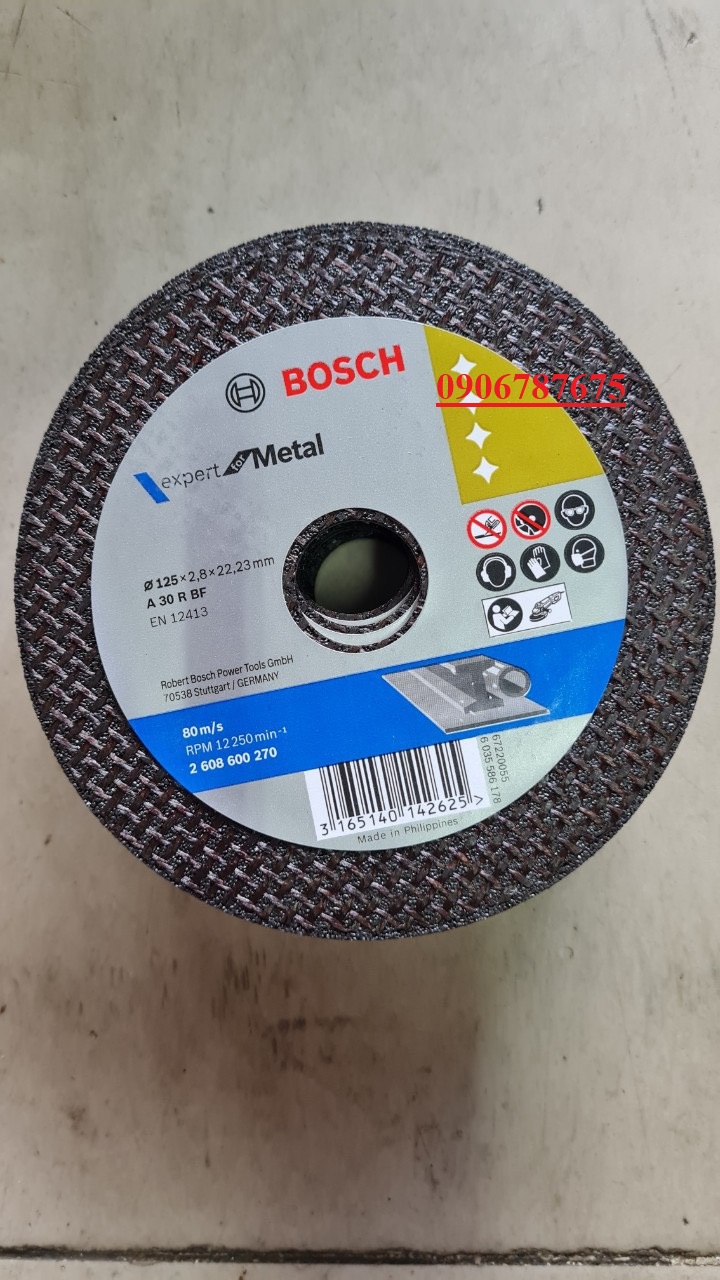 BOSCH
0906787675
expert for Metal
Ø 125 × 2,8 × 22,23 mm
A 30 R BF
EN 12413
Robert Bosch Power Tools GmbH
70538 Stuttgart / GERMANY
80 m/s
RPM 12 250 min-1
2 608 600 270
67220055
6 035 586 178
3 165140 142625 >
Made in Philippines